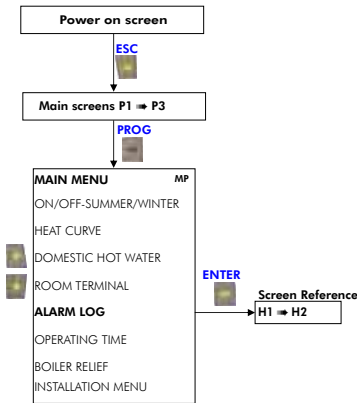 Power on screen
ESC
Main screens P1 ➠ P3
PROG
MAIN MENU MP
ON/OFF-SUMMER/WINTER
HEAT CURVE
DOMESTIC HOT WATER
ROOM TERMINAL
ALARM LOG
OPERATING TIME
BOILER RELIEF
INSTALLATION MENU
ENTER
Screen Reference
H1 ➠ H2